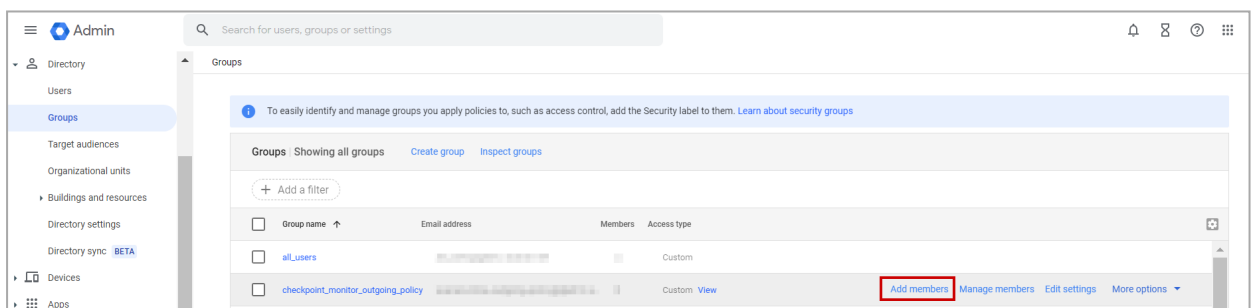 Admin
Search for users, groups or settings
Directory
Users
Groups
Target audiences
Organizational units
Buildings and resources
Directory settings
Directory sync BETA
Devices
Apps
Groups
To easily identify and manage groups you apply policies to, such as access control, add the Security label to them. Learn about security groups
Groups | Showing all groups Create group Inspect groups
+ Add a filter
Group name ↑ Email address Members Access type
all_users Custom
checkpoint_monitor_outgoing_policy Custom View Add members Manage members Edit settings More options